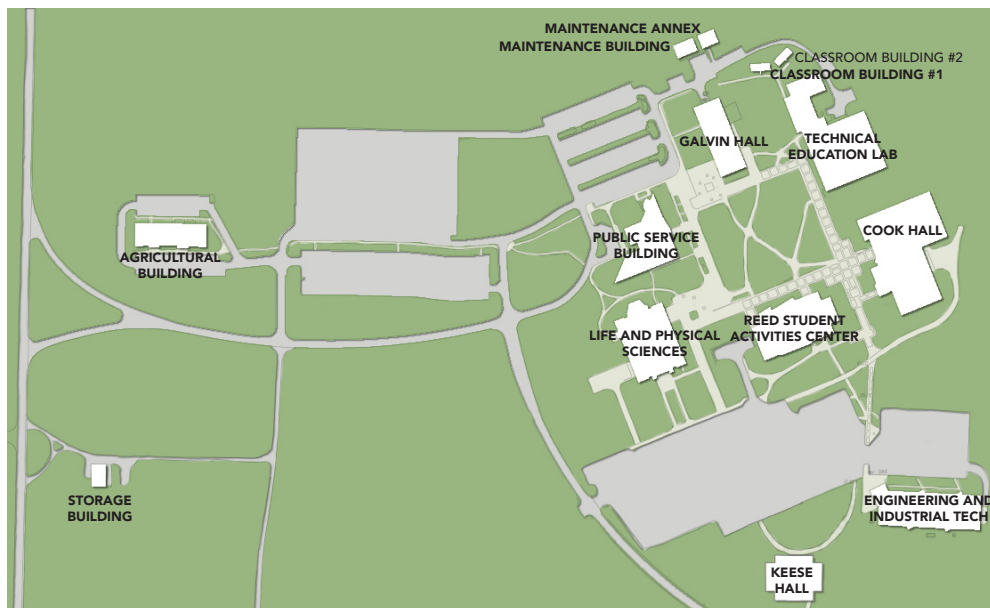 MAINTENANCE ANNEX
MAINTENANCE BUILDING
CLASSROOM BUILDING #2
CLASSROOM BUILDING #1
GALVIN HALL
TECHNICAL
EDUCATION LAB
COOK HALL
PUBLIC SERVICE
BUILDING
AGRICULTURAL
BUILDING
LIFE AND PHYSICAL
SCIENCES
REED STUDENT
ACTIVITIES CENTER
STORAGE
BUILDING
ENGINEERING AND
INDUSTRIAL TECH
KEESE
HALL